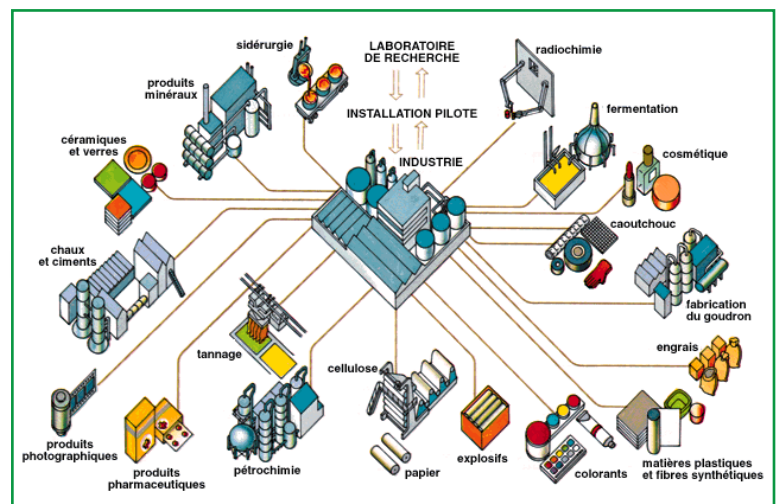 sidérurgie
LABORATOIRE
DE RECHERCHE
radiochimie
produits
minéraux
INSTALLATION PILOTE
fermentation
céramiques
et verres
INDUSTRIE
cosmétique
caoutchouc
chaux
et ciments
fabrication
du goudron
engrais
tannage
cellulose
produits
photographiques
produits
pharmaceutiques
pétrochimie
papier
explosifs
colorants
matières plastiques
et fibres synthétiques